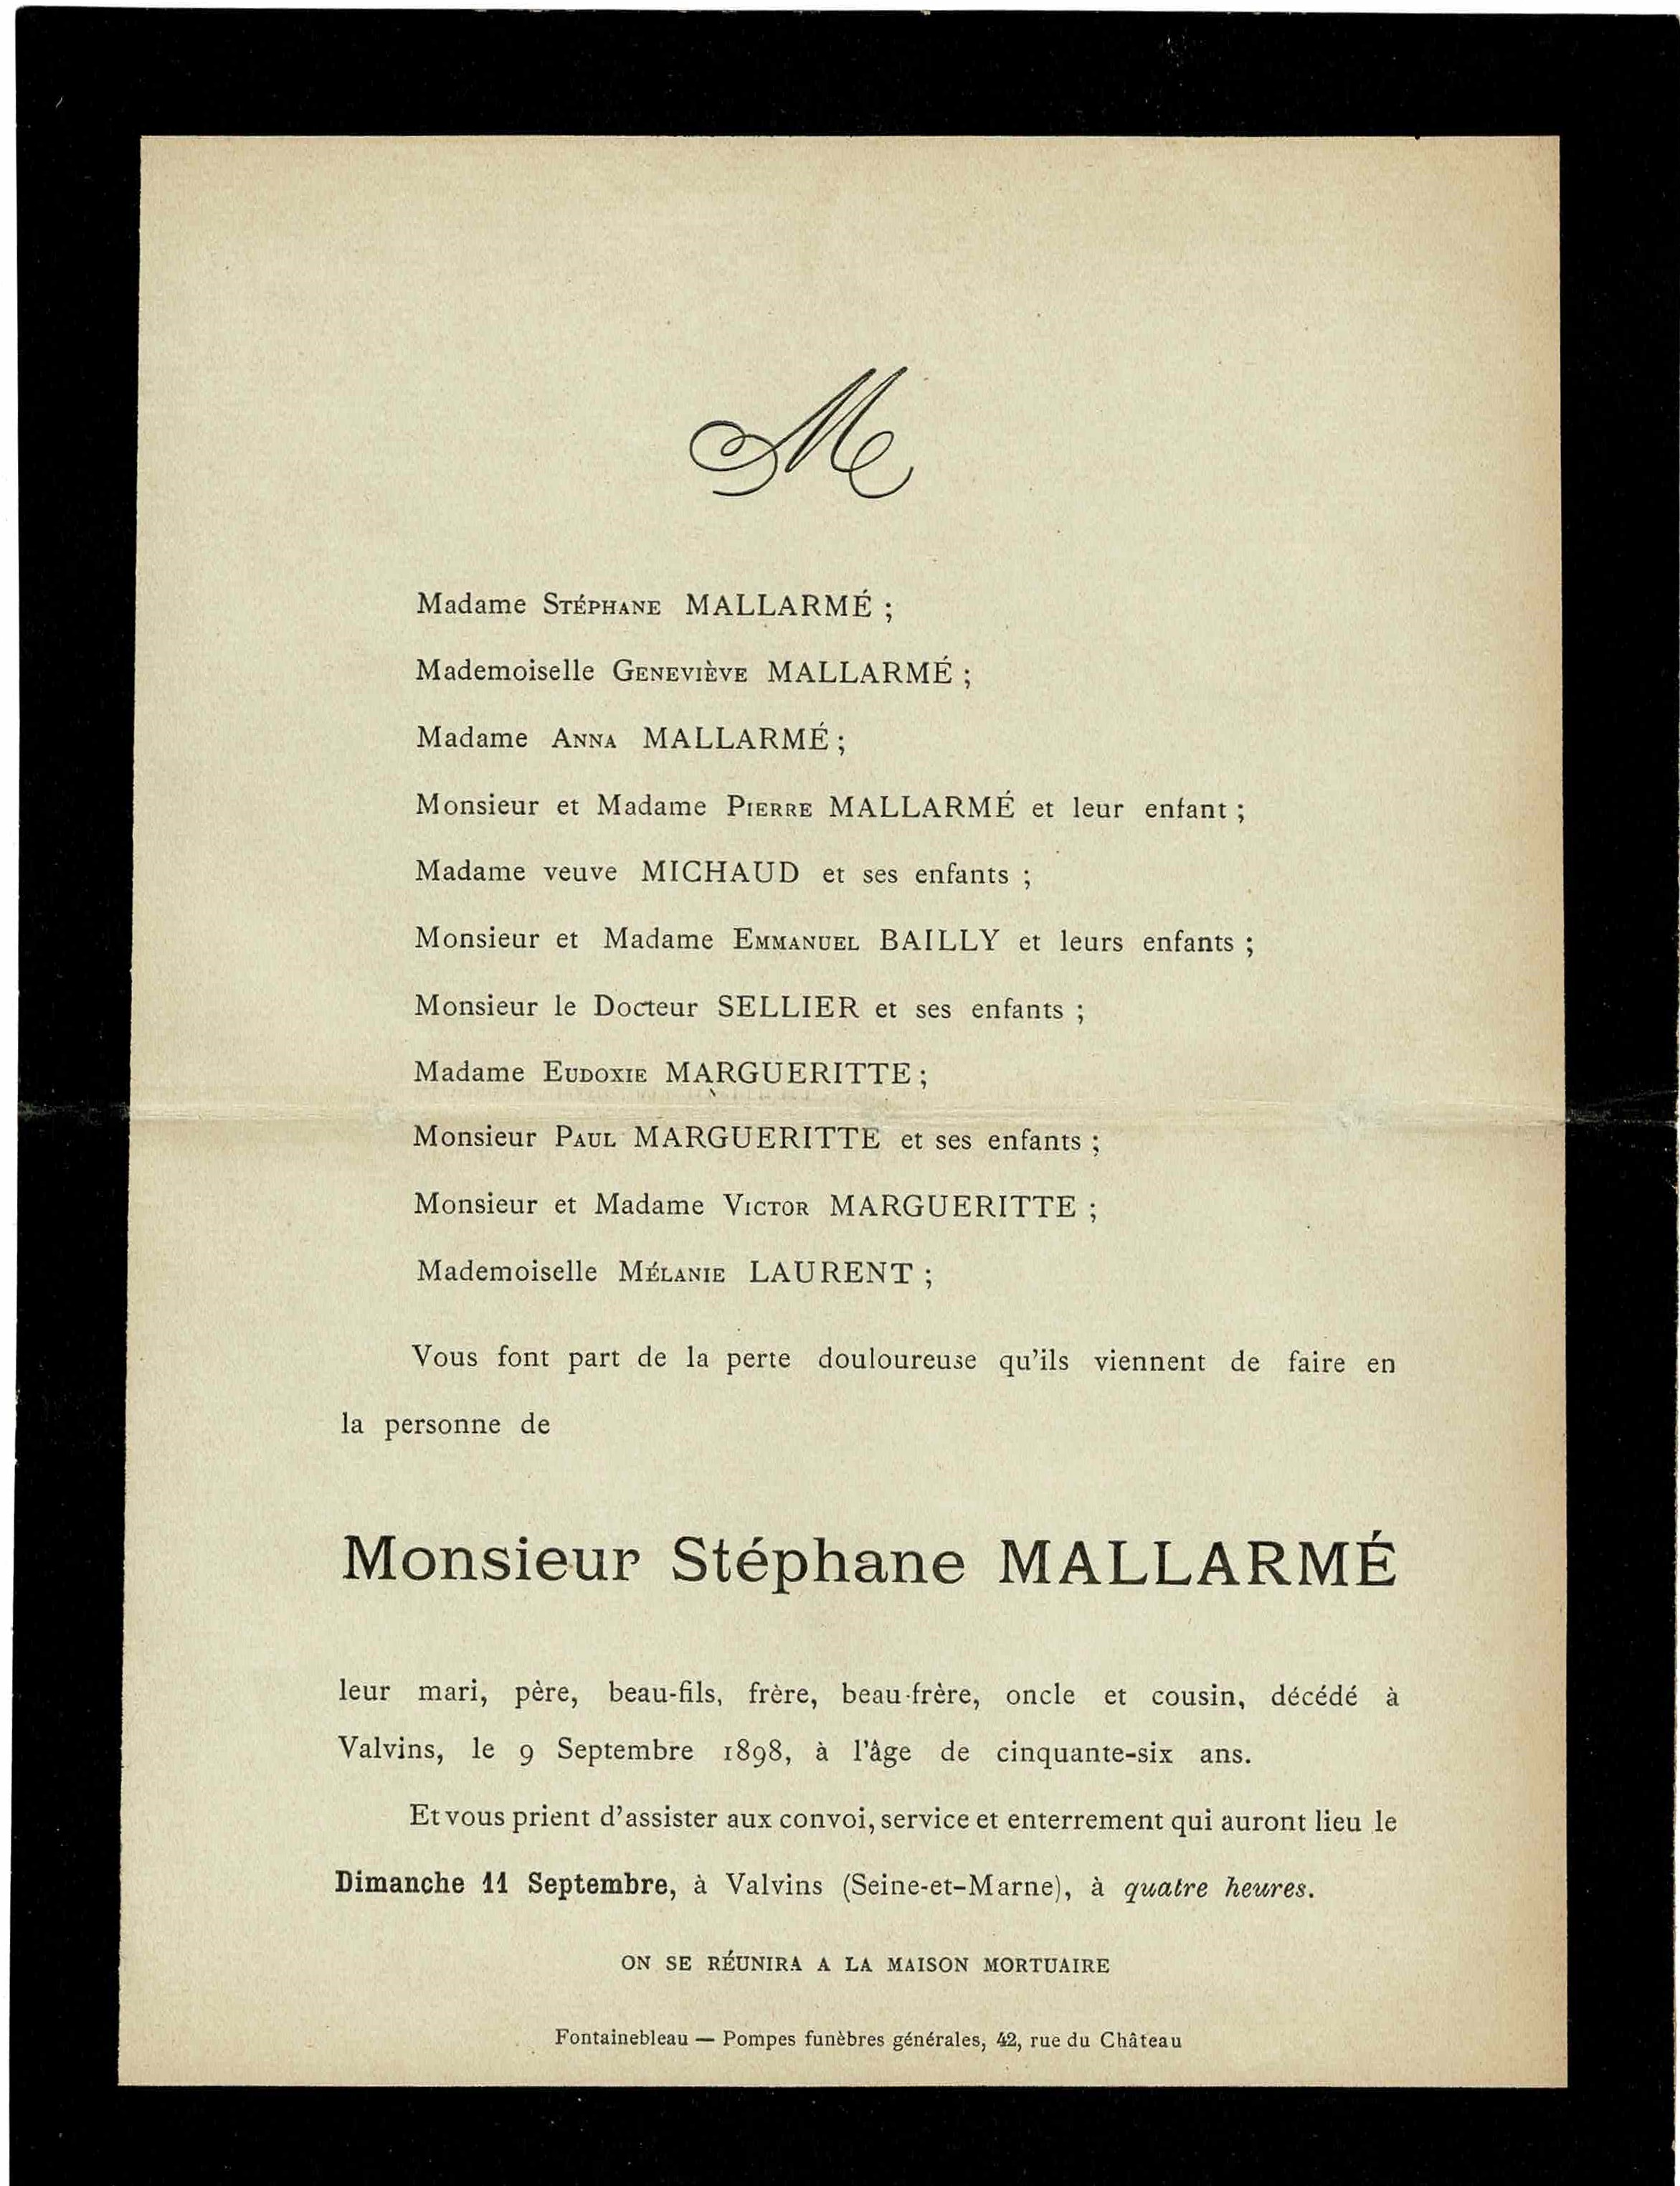 M
Madame Stéphane MALLARMÉ ;
Mademoiselle Geneviève MALLARMÉ ;
Madame Anna MALLARMÉ ;
Monsieur et Madame Pierre MALLARMÉ et leur enfant ;
Madame veuve MICHAUD et ses enfants ;
Monsieur et Madame Emmanuel BAILLY et leurs enfants ;
Monsieur le Docteur SELLIER et ses enfants ;
Madame Eudoxie MARGUERITTE ;
Monsieur Paul MARGUERITTE et ses enfants ;
Monsieur et Madame Victor MARGUERITTE ;
Mademoiselle Mélanie LAURENT ;
Vous font part de la perte douloureuse qu'ils viennent de faire en
la personne de
Monsieur Stéphane MALLARMÉ
leur mari, père, beau-fils, frère, beau-frère, oncle et cousin, décédé à
Valvins, le 9 Septembre 1898, à l'âge de cinquante-six ans.
Et vous prient d'assister aux convoi, service et enterrement qui auront lieu le
Dimanche 11 Septembre, à Valvins (Seine-et-Marne), à quatre heures.
ON SE RÉUNIRA A LA MAISON MORTUAIRE
Fontainebleau — Pompes funèbres générales, 42, rue du Château